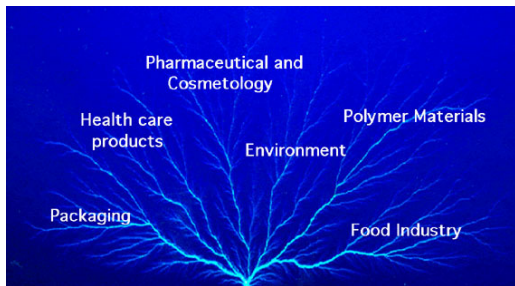 Pharmaceutical and
Cosmetology
Health care
products
Polymer Materials
Environment
Packaging
Food Industry